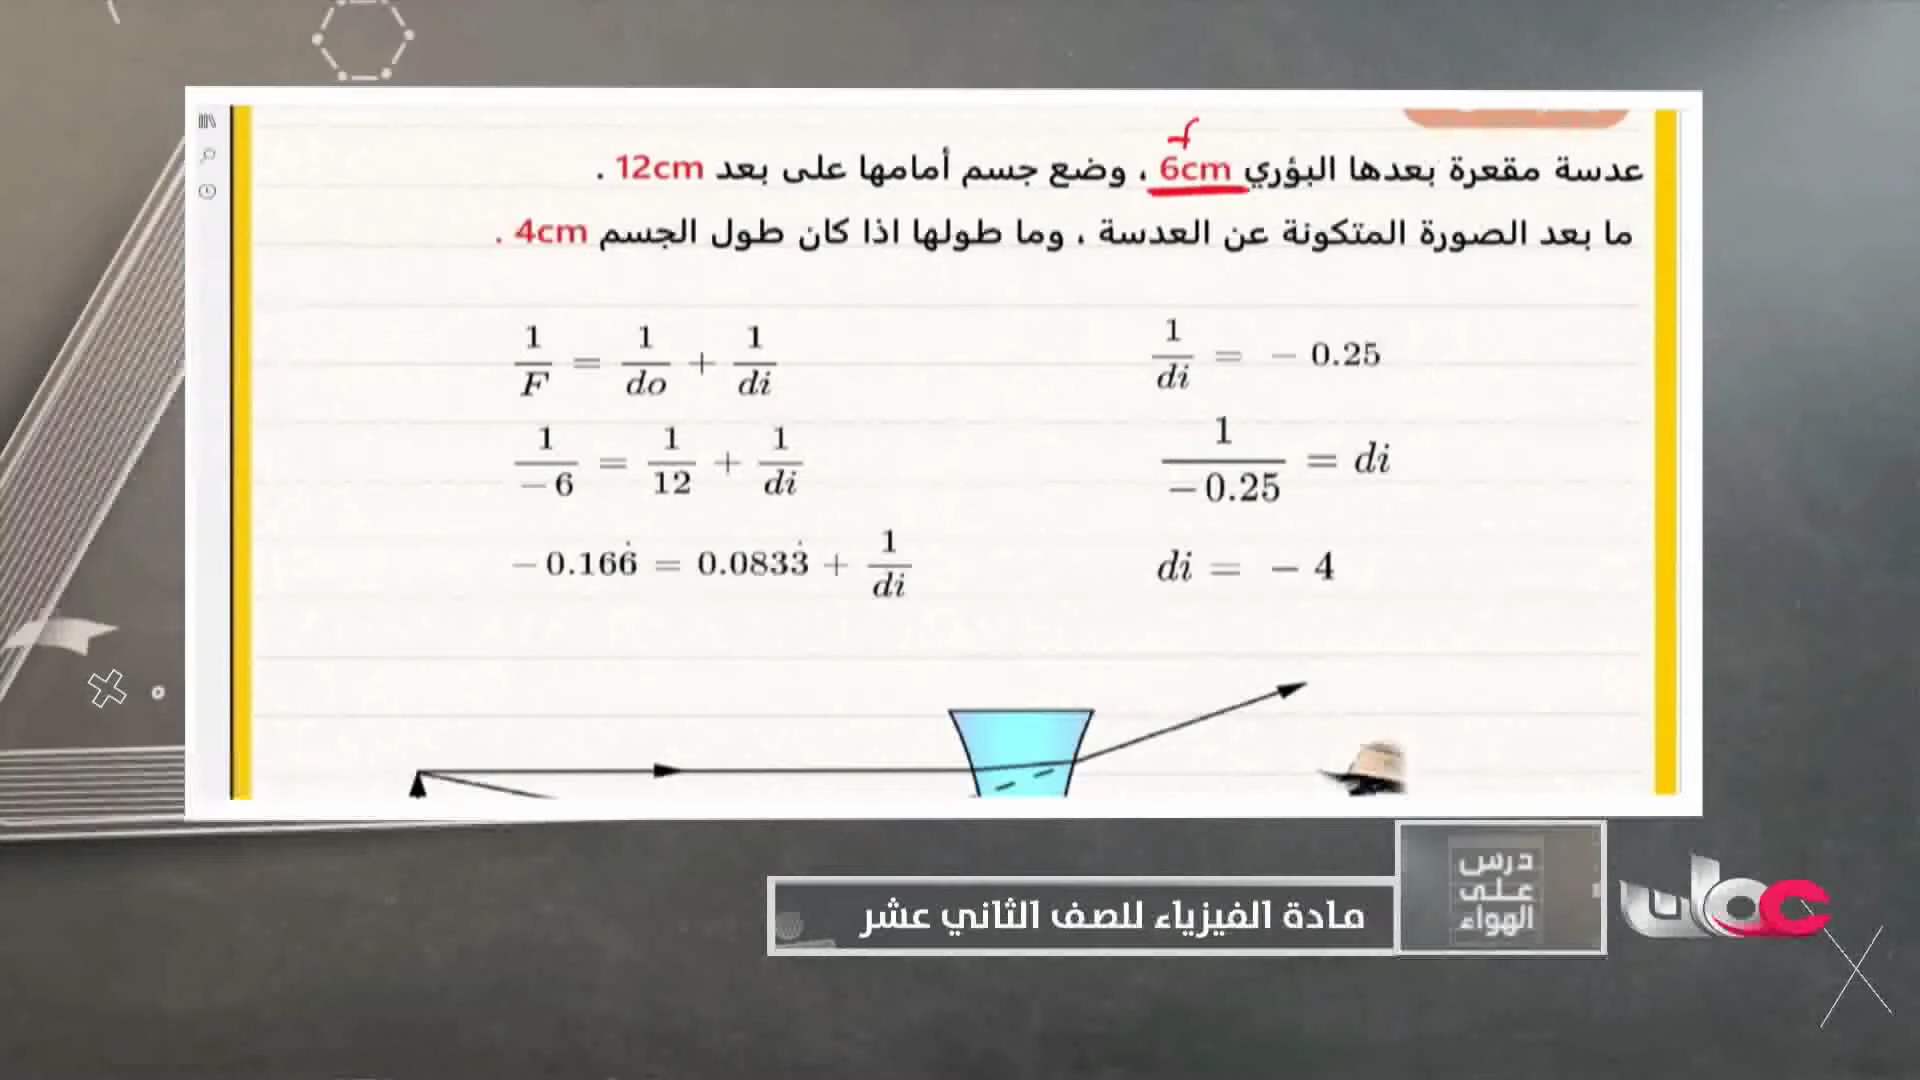 f
عدسة مقعرة بعدها البؤري 6cm ، وضع جسم أمامها على بعد 12cm .
ما بعد الصورة المتكونة عن العدسة ، وما طولها اذا كان طول الجسم 4cm .
1/F = 1/do + 1/di
1/-6 = 1/12 + 1/di
-0.166̇ = 0.0833̇ + 1/di
1/di = - 0.25
1/-0.25 = di
di = - 4
درس
على
الهواء
مادة الفيزياء للصف الثاني عشر